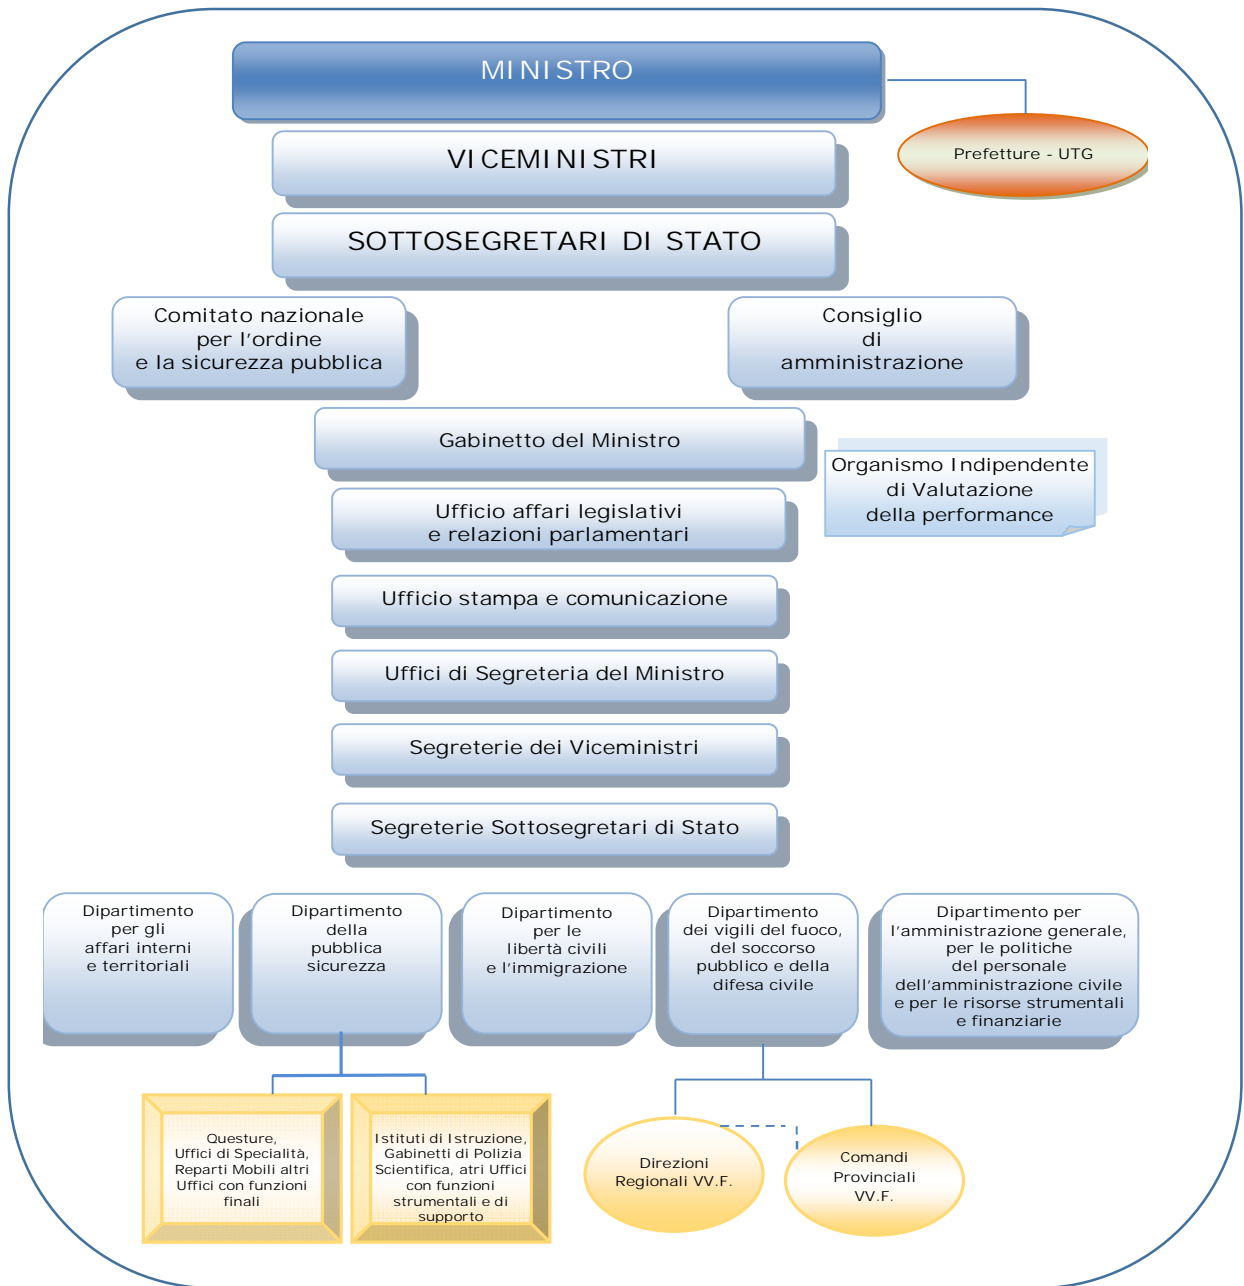 MINISTRO
Prefetture - UTG
VICEMINISTRI
SOTTOSEGRETARI DI STATO
Comitato nazionale
per l'ordine
e la sicurezza pubblica
Consiglio
di
amministrazione
Gabinetto del Ministro
Organismo Indipendente
di Valutazione
della performance
Ufficio affari legislativi
e relazioni parlamentari
Ufficio stampa e comunicazione
Uffici di Segreteria del Ministro
Segreterie dei Viceministri
Segreterie Sottosegretari di Stato
Dipartimento
per gli
affari interni
e territoriali
Dipartimento
della
pubblica
sicurezza
Dipartimento
per le
libertà civili
e l'immigrazione
Dipartimento
dei vigili del fuoco,
del soccorso
pubblico e della
difesa civile
Dipartimento per
l'amministrazione generale,
per le politiche
del personale
dell'amministrazione civile
e per le risorse strumentali
e finanziarie
Questure,
Uffici di Specialità,
Reparti Mobili altri
Uffici con funzioni
finali
Istituti di Istruzione,
Gabinetti di Polizia
Scientifica, atri Uffici
con funzioni
strumentali e di
supporto
Direzioni
Regionali VV.F.
Comandi
Provinciali
VV.F.